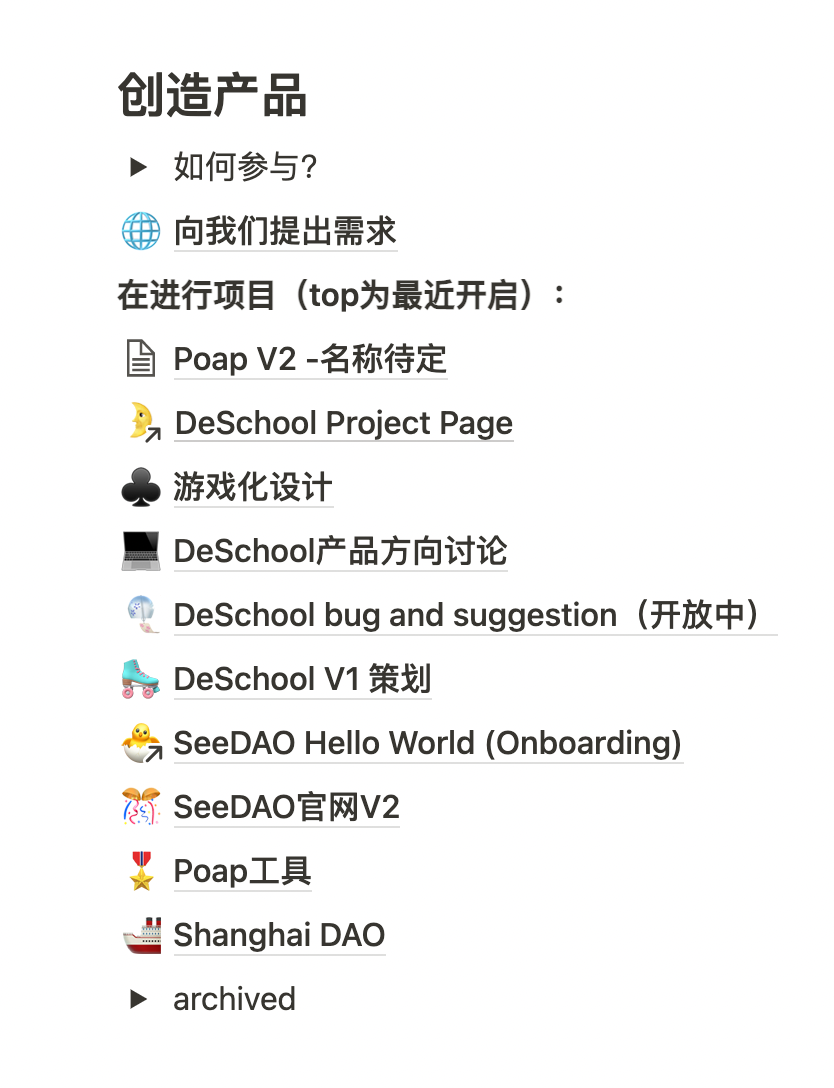 创造产品
如何参与?
向我们提出需求
在进行项目（top为最近开启）:
Poap V2 -名称待定
DeSchool Project Page
游戏化设计
DeSchool产品方向讨论
DeSchool bug and suggestion（开放中）
DeSchool V1 策划
SeeDAO Hello World (Onboarding)
SeeDAO官网V2
Poap工具
Shanghai DAO
archived